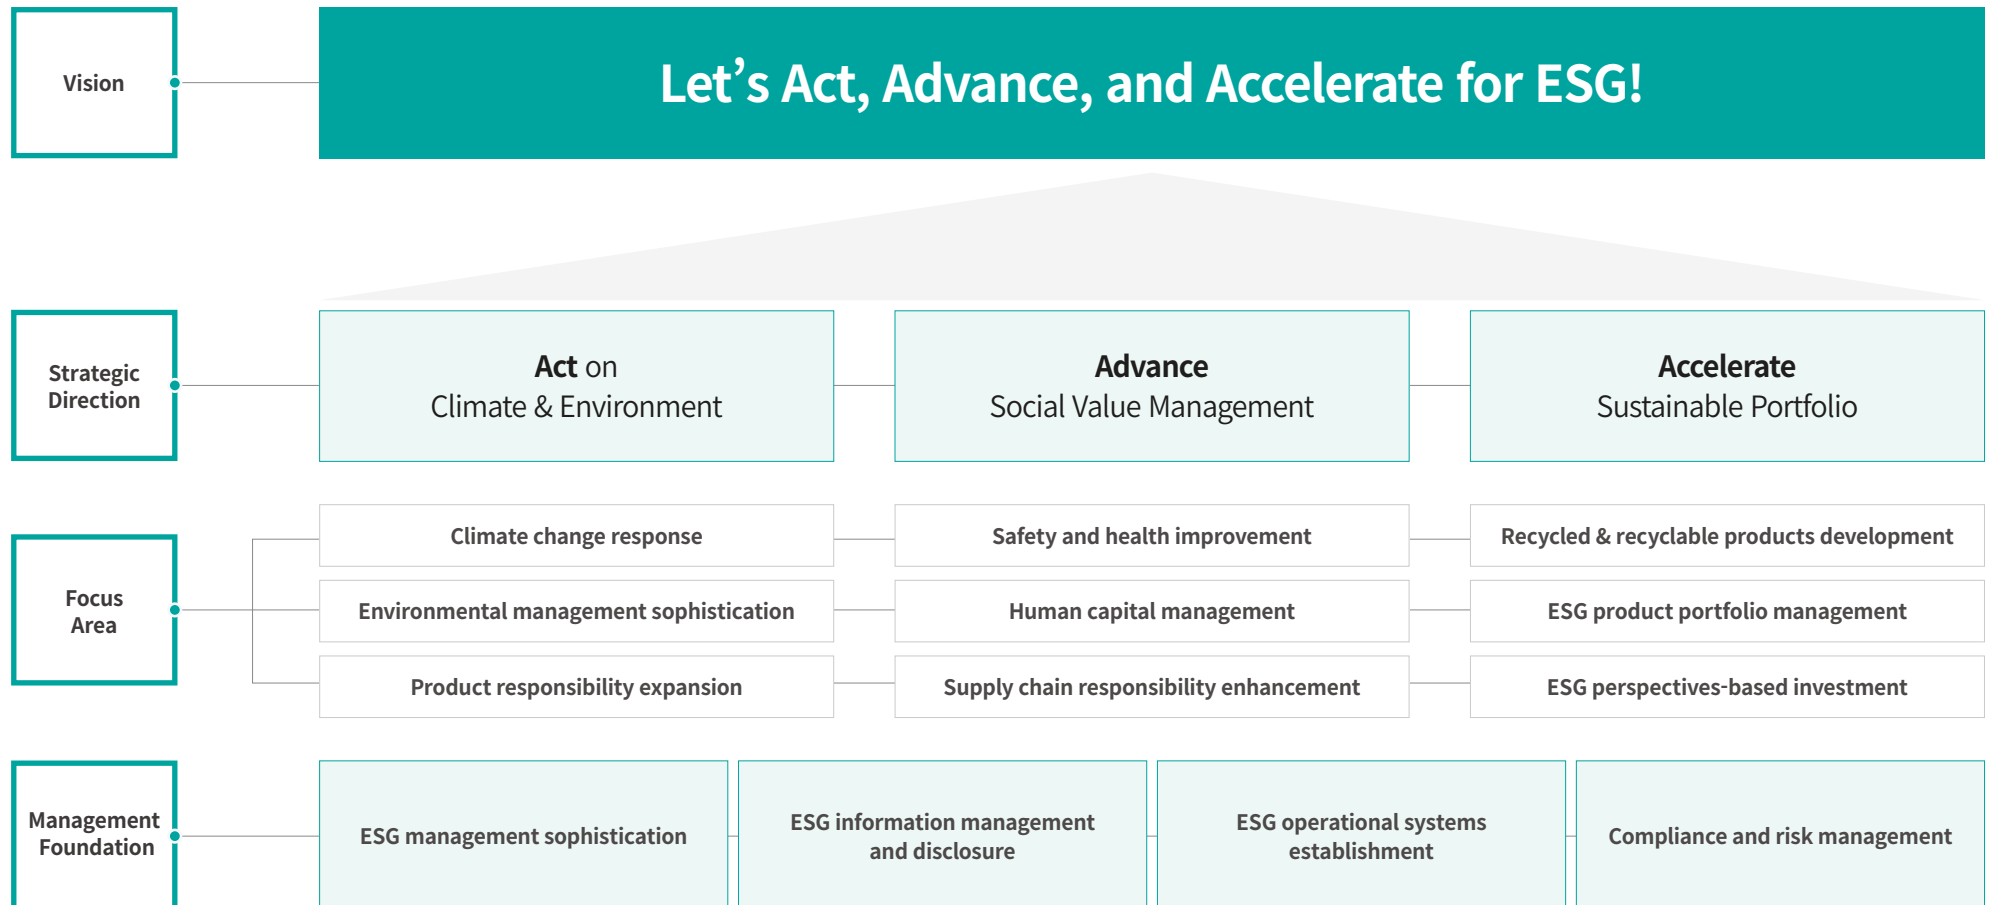 Vision
Let’s Act, Advance, and Accelerate for ESG!
Strategic
Direction
Act on
Climate & Environment
Advance
Social Value Management
Accelerate
Sustainable Portfolio
Focus
Area
Climate change response
Safety and health improvement
Recycled & recyclable products development
Environmental management sophistication
Human capital management
ESG product portfolio management
Product responsibility expansion
Supply chain responsibility enhancement
ESG perspectives-based investment
Management
Foundation
ESG management sophistication
ESG information management
and disclosure
ESG operational systems
establishment
Compliance and risk management